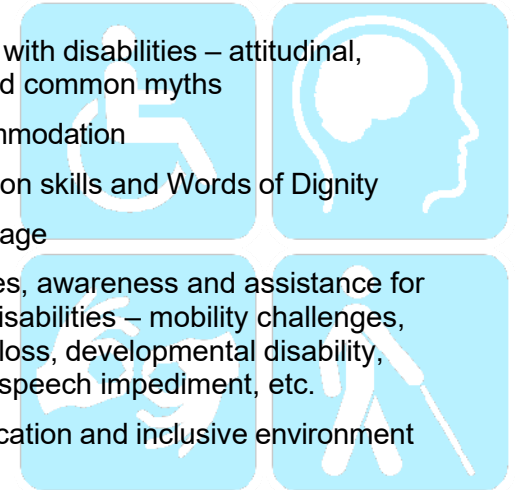 with disabilities – attitudinal,
d common myths
mmodation
on skills and Words of Dignity
age
es, awareness and assistance for
isabilities – mobility challenges,
loss, developmental disability,
speech impediment, etc.
cation and inclusive environment